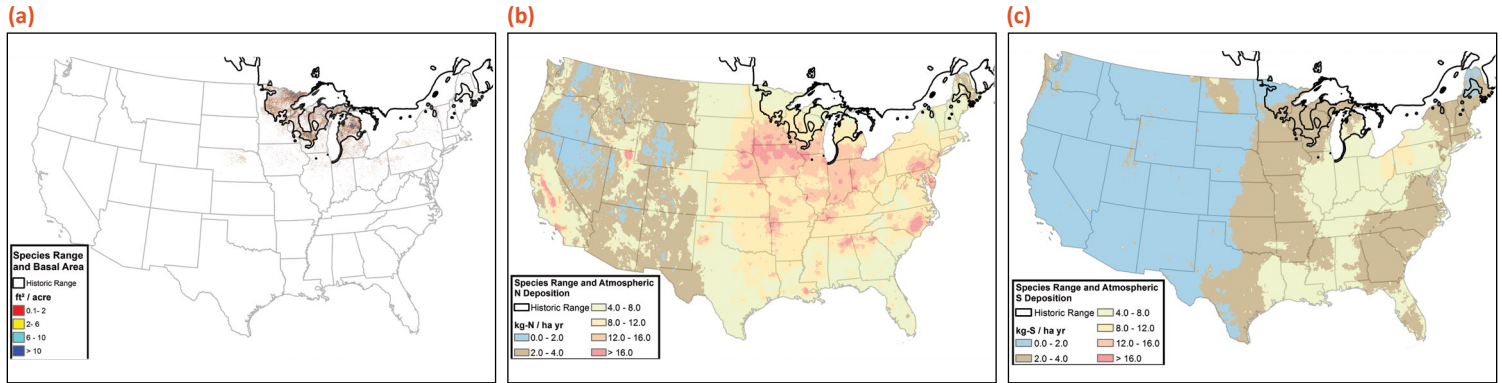 (a)
(b)
(c)
Species Range
and Basal Area
Historic Range
ft² / acre
0.1- 2
2- 6
6 - 10
> 10
Species Range and Atmospheric
N Deposition
Historic Range
kg-N / ha yr
0.0 - 2.0
2.0 - 4.0
4.0 - 8.0
8.0 - 12.0
12.0 - 16.0
> 16.0
Species Range and Atmospheric
S Deposition
Historic Range
kg-S / ha yr
0.0 - 2.0
2.0 - 4.0
4.0 - 8.0
8.0 - 12.0
12.0 - 16.0
> 16.0